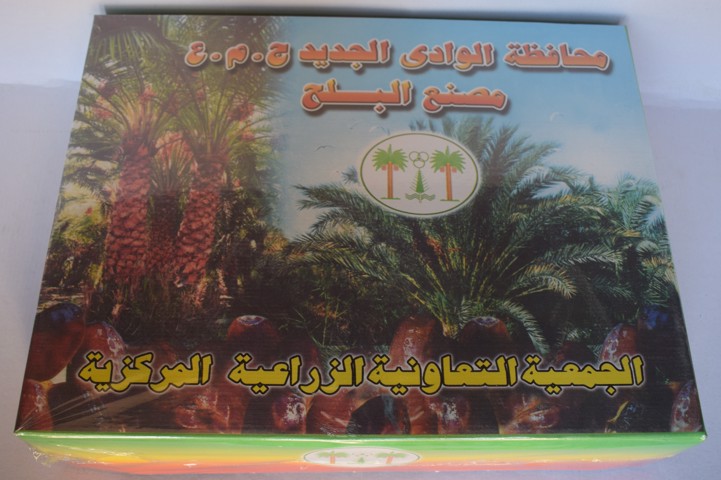 محافظة الوادى الجديد ج.م.ع
مصنع البلح
الجمعية التعاونية الزراعية المركزية